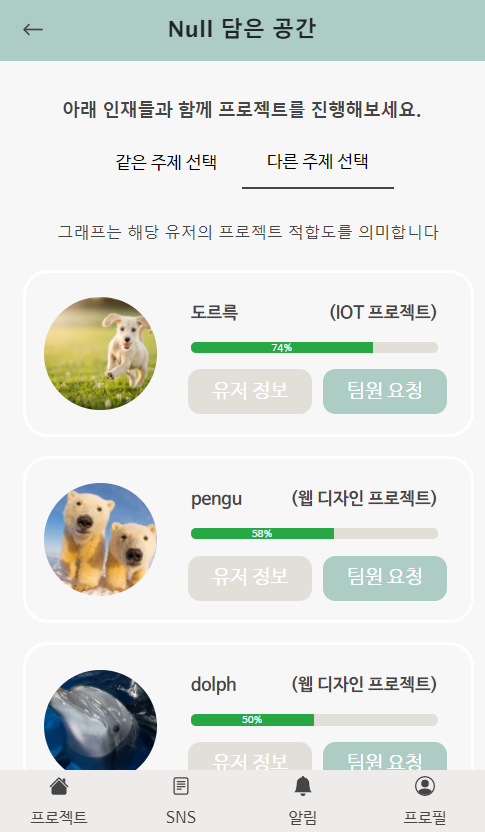 Null 담은 공간
아래 인재들과 함께 프로젝트를 진행해보세요.
같은 주제 선택 다른 주제 선택
그래프는 해당 유저의 프로젝트 적합도를 의미합니다
도르륵 (IOT 프로젝트)
74%
유저 정보 팀원 요청
pengu (웹 디자인 프로젝트)
58%
유저 정보 팀원 요청
dolph (웹 디자인 프로젝트)
50%
유저 정보 팀원 요청
프로젝트 SNS 알림 프로필